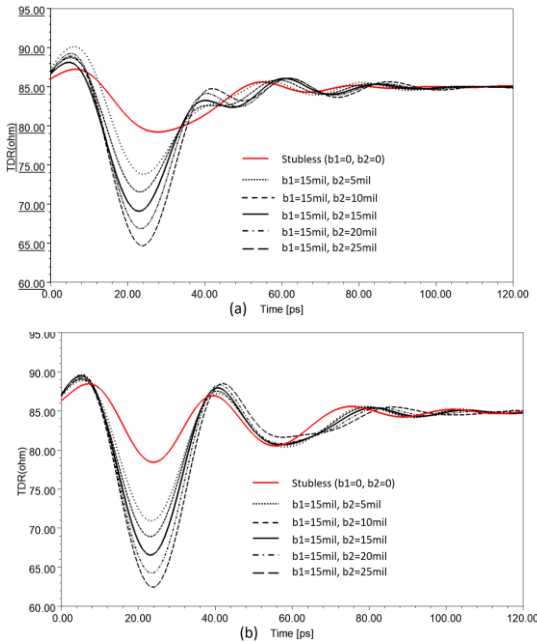 95.00
90.00
85.00
80.00
75.00
70.00
65.00
60.00
TDR(ohm)
Stubless (b1=0, b2=0)
b1=15mil, b2=5mil
b1=15mil, b2=10mil
b1=15mil, b2=15mil
b1=15mil, b2=20mil
b1=15mil, b2=25mil
0.00 20.00 40.00 60.00 80.00 100.00 120.00
(a) Time [ps]
95.00
90.00
85.00
80.00
75.00
70.00
65.00
60.00
TDR(ohm)
Stubless (b1=0, b2=0)
b1=15mil, b2=5mil
b1=15mil, b2=10mil
b1=15mil, b2=15mil
b1=15mil, b2=20mil
b1=15mil, b2=25mil
0.00 20.00 40.00 60.00 80.00 100.00 120.00
(b) Time [ps]